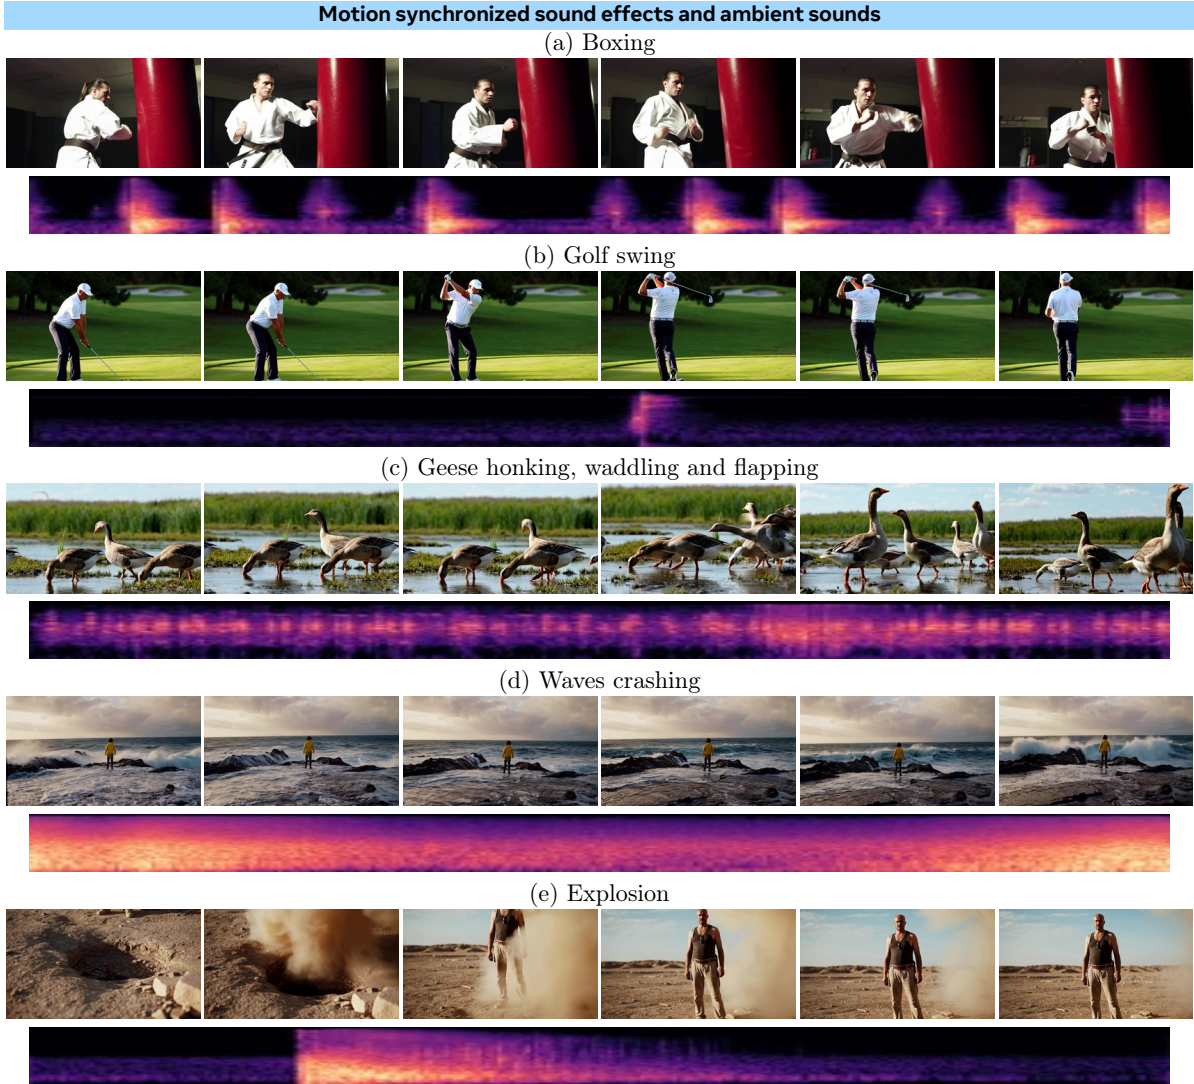 Motion synchronized sound effects and ambient sounds
(a) Boxing
(b) Golf swing
(c) Geese honking, waddling and flapping
(d) Waves crashing
(e) Explosion